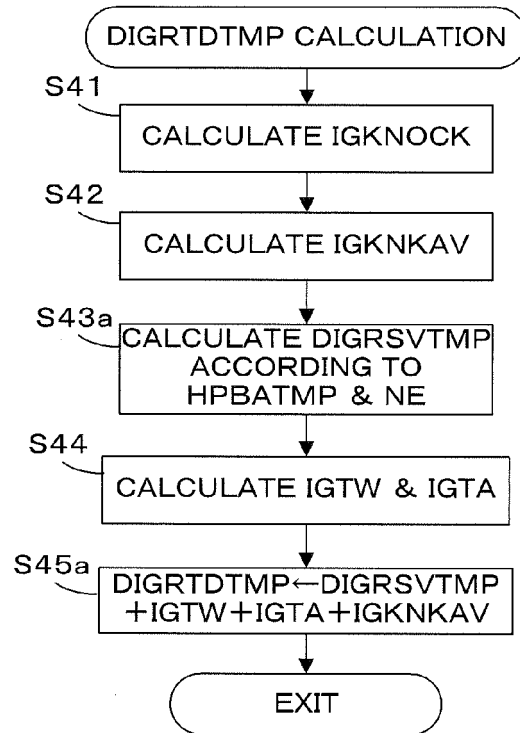 DIGRTDTMP CALCULATION
S41
CALCULATE IGKNOCK
S42
CALCULATE IGKNKAV
S43a
CALCULATE DIGRSVTMP
ACCORDING TO
HPBATMP & NE
S44
CALCULATE IGTW & IGTA
S45a
DIGRTDTMP←DIGRSVTMP
+IGTW+IGTA+IGKNKAV
EXIT